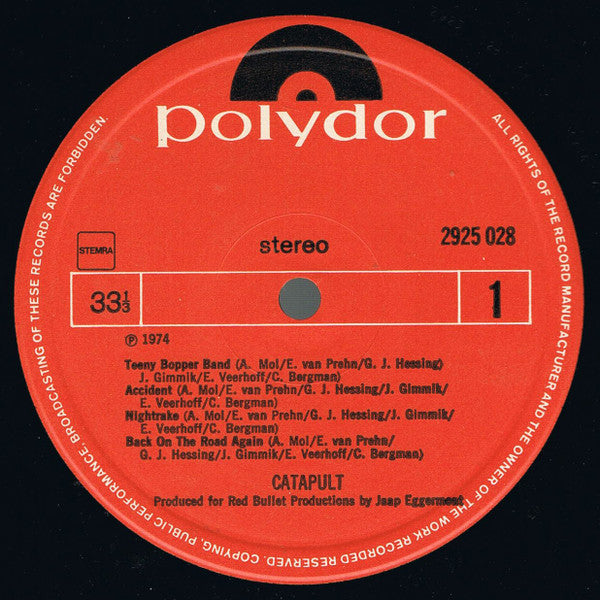 polydor
STEMRA
stereo
2925 028
33⅓
1
℗ 1974
Teeny Bopper Band (A. Mol/E. van Prehn/G. J. Hessing)
J. Gimmik/E. Veerhoff/C. Bergman)
Accident (A. Mol/E. van Prehn/G. J. Hessing/J. Gimmik/
E. Veerhoff/C. Bergman)
Nightrake (A. Mol/E. van Prehn/G. J. Hessing/J. Gimmik/
E. Veerhoff/C. Bergman)
Back On The Road Again (A. Mol/E. van Prehn/
G. J. Hessing/J. Gimmik/E. Veerhoff/C. Bergman)
CATAPULT
Produced for Red Bullet Productions by Jaap Eggermont
ALL RIGHTS OF THE RECORD MANUFACTURER AND THE OWNER OF THE WORK RECORDED RESERVED. COPYING, PUBLIC PERFORMANCE, BROADCASTING OF THESE RECORDS ARE FORBIDDEN.